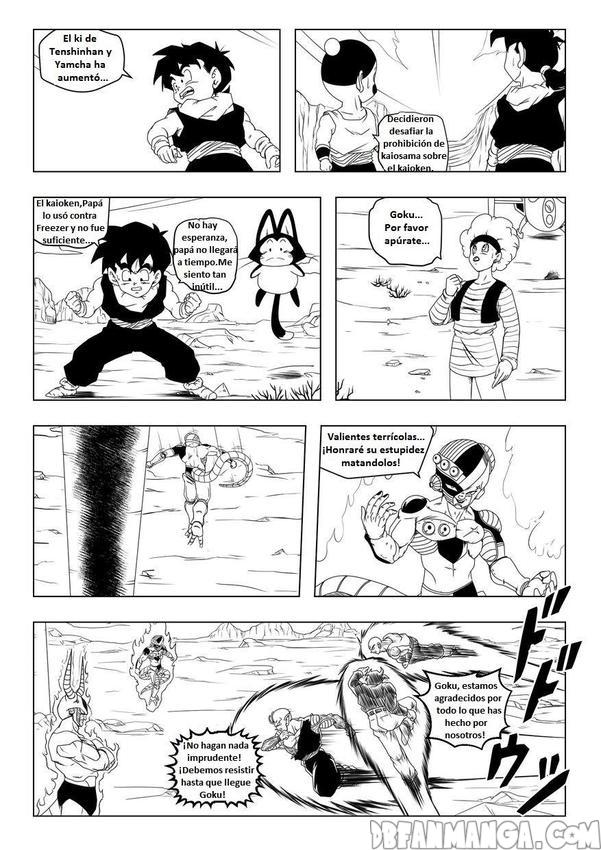 El ki de
Tenshinhan y
Yamcha ha
aumentó...
Decidieron
desafiar la
prohibición de
kaiosama sobre
el kaioken.
El kaioken,Papá
lo usó contra
Freezer y no fue
suficiente...
No hay
esperanza,
papá no llegará
a tiempo.Me
siento tan
inútil...
Goku...
Por favor
apúrate...
Valientes terrícolas...
¡Honraré su estupidez
matandolos!
Goku, estamos
agradecidos por
todo lo que has
hecho por
nosotros!
¡No hagan nada
imprudente!
¡Debemos resistir
hasta que llegue
Goku!
ドドッ
DBFANMANGA.COM